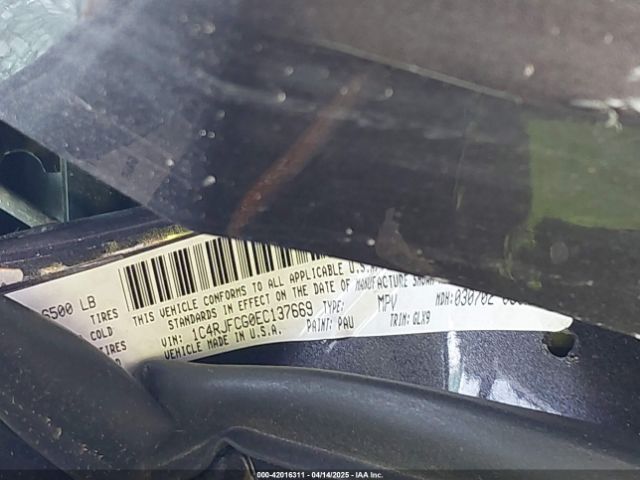 6500 LB
TIRES
COLD
TIRES
THIS VEHICLE CONFORMS TO ALL APPLICABLE U.S.
STANDARDS IN EFFECT ON THE DATE OF MANUFACTURE SHOWN
VIN: 1C4RJFCG0EC137669 TYPE: MPV MDH:030702
VEHICLE MADE IN U.S.A. PAINT: PAU TRIM: GLX9
000-42016311 - 04/14/2025 - IAA Inc.